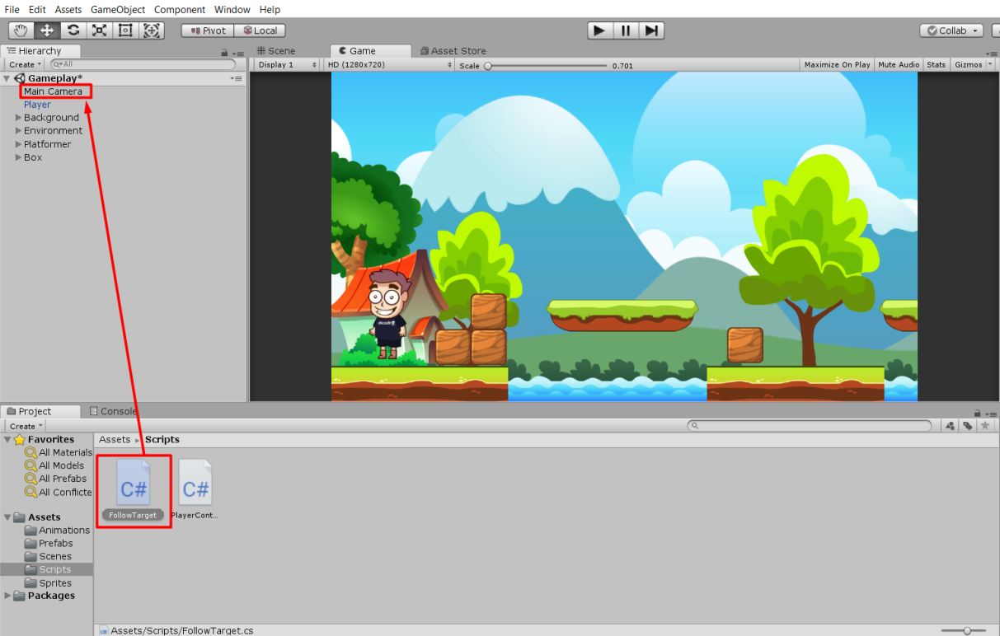 File Edit Assets GameObject Component Window Help
Pivot Local Collab
Hierarchy Scene Game Asset Store
Create All Display 1 HD (1280x720) Scale 0.701 Maximize On Play Mute Audio Stats Gizmos
Gameplay*
Main Camera
Player
Background
Environment
Platformer
Box
Project Console
Create
Favorites Assets Scripts
All Materials
All Models
All Prefabs
All Conflicte
C# C#
FollowTarget PlayerCont...
Assets
Animations
Prefabs
Scenes
Scripts
Sprites
Packages
Assets/Scripts/FollowTarget.cs